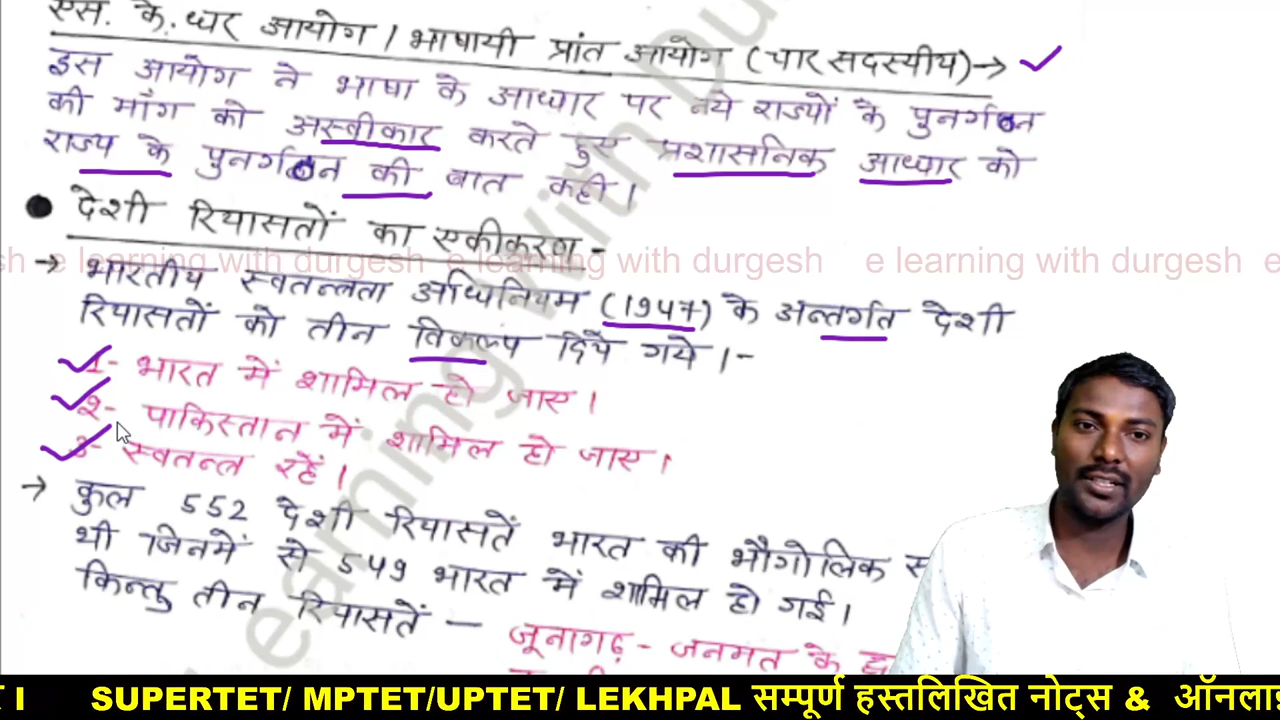 एस. के. धर आयोग / भाषायी प्रांत आयोग (चार सदस्यीय)→
इस आयोग ने भाषा के आधार पर नये राज्यों के पुनर्गठन
की माँग को अस्वीकार करते हुए प्रशासनिक आधार को
राज्य के पुनर्गठन की बात कही।
● देशी रियासतों का एकीकरण -
e learning with durgesh e learning with durgesh e learning with durgesh
→ भारतीय स्वतन्त्रता अधिनियम (1947) के अन्तर्गत देशी
रियासतों को तीन विकल्प दिये गये।-
1- भारत में शामिल हो जाए।
२- पाकिस्तान में शामिल हो जाए।
3- स्वतन्त्र रहें।
→ कुल 552 देशी रियासतें भारत की भौगोलिक
थी जिनमें से 549 भारत में शामिल हो गई।
किन्तु तीन रियासतें — जूनागढ़ - जनमत के
SUPERTET/ MPTET/UPTET/ LEKHPAL सम्पूर्ण हस्तलिखित नोट्स & ऑनलाइ